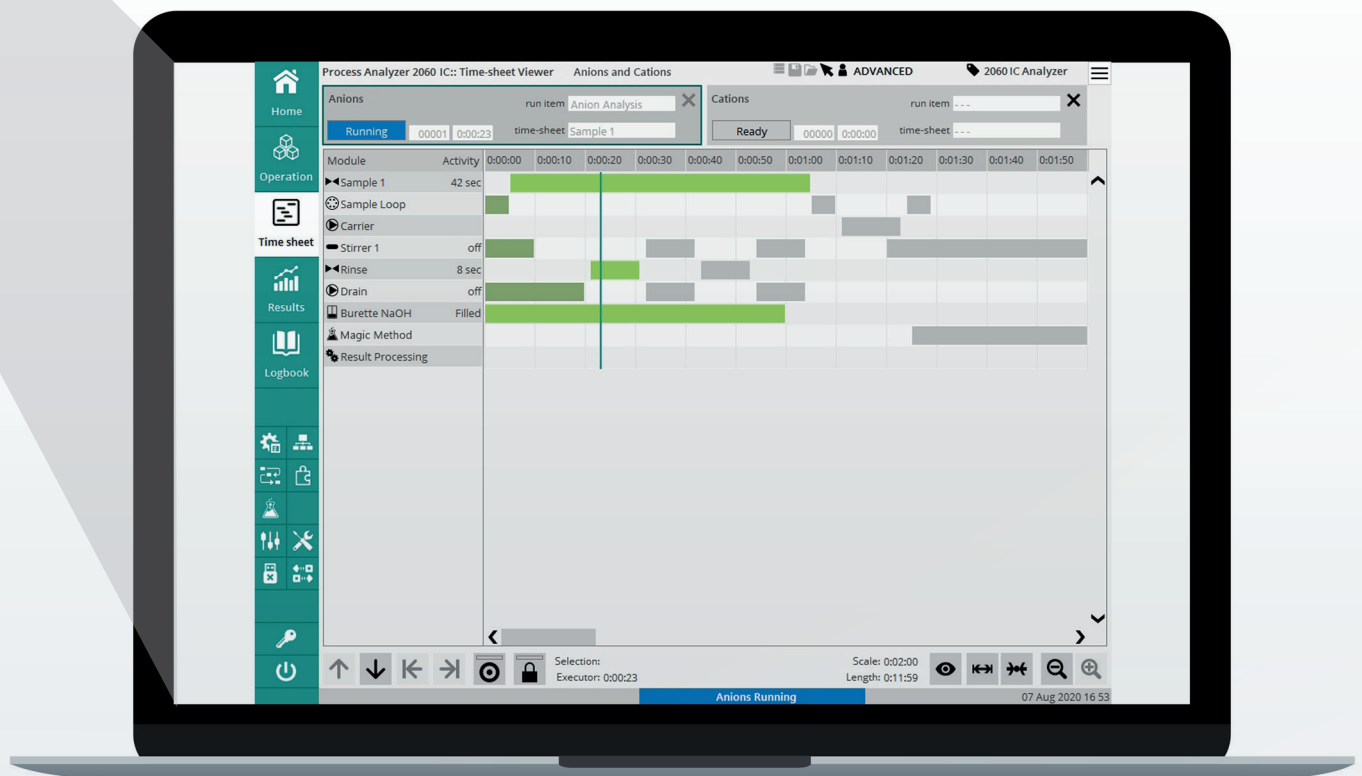 Process Analyzer 2060 IC:: Time-sheet Viewer Anions and Cations ADVANCED 2060 IC Analyzer
Home
Operation
Time sheet
Results
Logbook
Anions run item Anion Analysis
Running 00001 0:00:23 time-sheet Sample 1
Cations run item ---
Ready 00000 0:00:00 time-sheet ---
Module Activity 0:00:00 0:00:10 0:00:20 0:00:30 0:00:40 0:00:50 0:01:00 0:01:10 0:01:20 0:01:30 0:01:40 0:01:50
Sample 1 42 sec
Sample Loop
Carrier
Stirrer 1 off
Rinse 8 sec
Drain off
Burette NaOH Filled
Magic Method
Result Processing
Selection:
Executor: 0:00:23
Scale: 0:02:00
Length: 0:11:59
Anions Running 07 Aug 2020 16 53